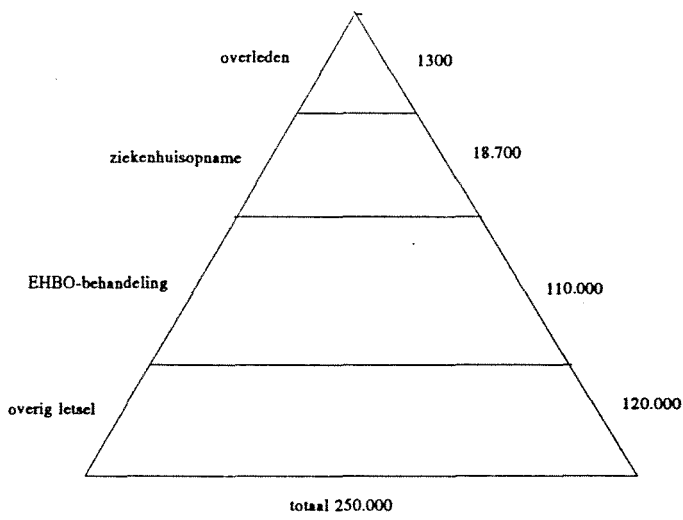 overleden 1300
ziekenhuisopname 18.700
EHBO-behandeling 110.000
overig letsel 120.000
totaal 250.000